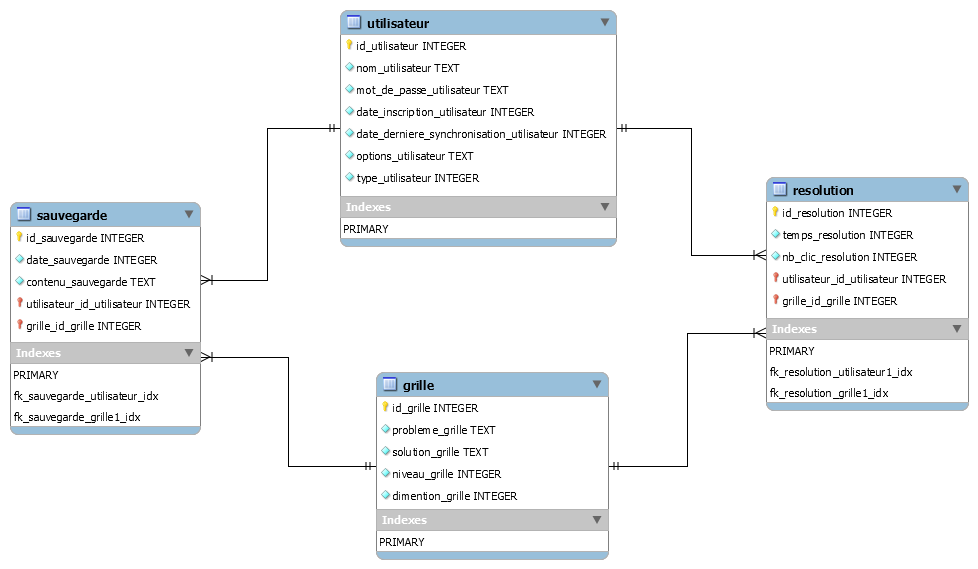 utilisateur
id_utilisateur INTEGER
nom_utilisateur TEXT
mot_de_passe_utilisateur TEXT
date_inscription_utilisateur INTEGER
date_derniere_synchronisation_utilisateur INTEGER
options_utilisateur TEXT
type_utilisateur INTEGER
Indexes
PRIMARY
sauvegarde
id_sauvegarde INTEGER
date_sauvegarde INTEGER
contenu_sauvegarde TEXT
utilisateur_id_utilisateur INTEGER
grille_id_grille INTEGER
Indexes
PRIMARY
fk_sauvegarde_utilisateur_idx
fk_sauvegarde_grille1_idx
resolution
id_resolution INTEGER
temps_resolution INTEGER
nb_clic_resolution INTEGER
utilisateur_id_utilisateur INTEGER
grille_id_grille INTEGER
Indexes
PRIMARY
fk_resolution_utilisateur1_idx
fk_resolution_grille1_idx
grille
id_grille INTEGER
probleme_grille TEXT
solution_grille TEXT
niveau_grille INTEGER
dimention_grille INTEGER
Indexes
PRIMARY